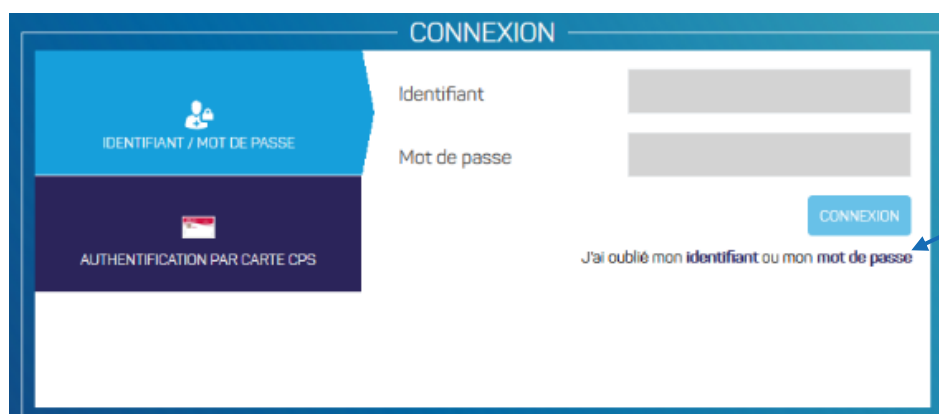 CONNEXION
IDENTIFIANT / MOT DE PASSE
AUTHENTIFICATION PAR CARTE CPS
Identifiant
Mot de passe
CONNEXION
J'ai oublié mon identifiant ou mon mot de passe